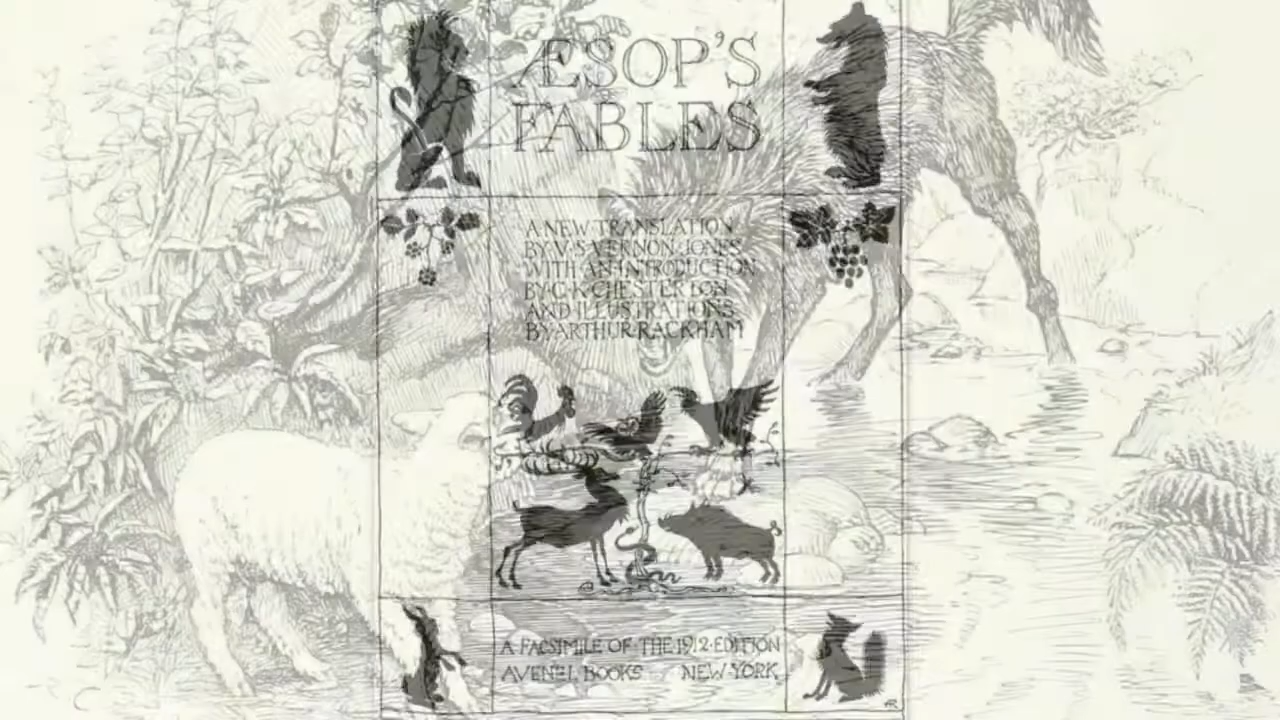 ÆSOP'S
FABLES
A NEW TRANSLATION
BY V·S·VERNON·JONES
WITH AN INTRODUCTION
BY G·K·CHESTERTON
AND ILLUSTRATIONS
BY ARTHUR RACKHAM
A FACSIMILE OF THE 1912 EDITION
AVENEL BOOKS NEW YORK
AR